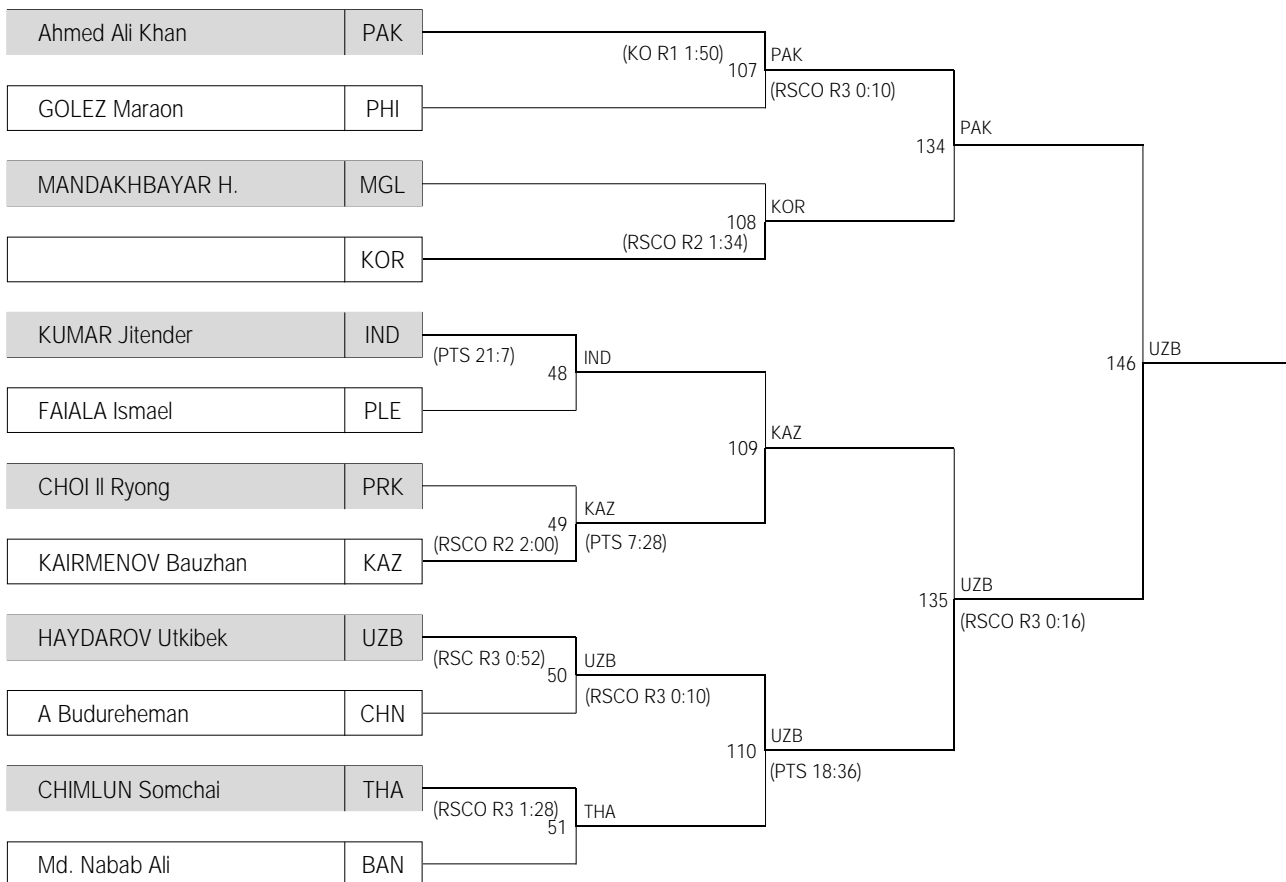 Ahmed Ali Khan PAK
(KO R1 1:50)
107
PAK
(RSCO R3 0:10)
GOLEZ Maraon PHI
134
PAK
MANDAKHBAYAR H. MGL
108
KOR
(RSCO R2 1:34)
KOR
KUMAR Jitender IND
(PTS 21:7)
48
IND
146
UZB
FAIALA Ismael PLE
109
KAZ
CHOI Il Ryong PRK
49
KAZ
(RSCO R2 2:00)
(PTS 7:28)
KAIRMENOV Bauzhan KAZ
135
UZB
(RSCO R3 0:16)
HAYDAROV Utkibek UZB
(RSC R3 0:52)
50
UZB
(RSCO R3 0:10)
A Budureheman CHN
110
UZB
(PTS 18:36)
CHIMLUN Somchai THA
(RSCO R3 1:28)
51
THA
Md. Nabab Ali BAN